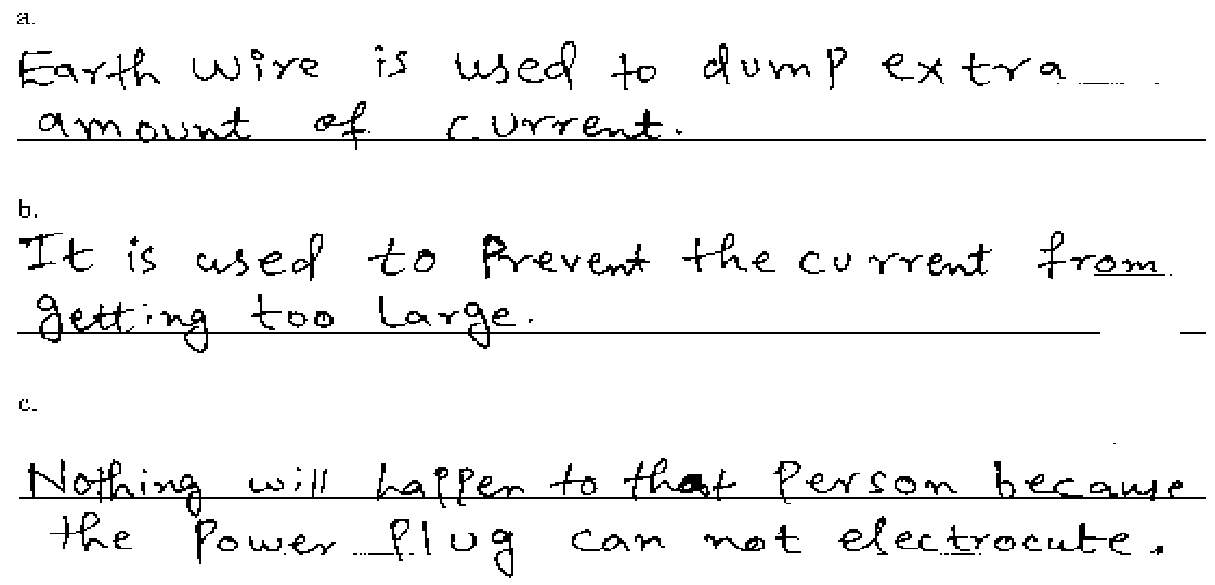 a.
Earth wire is used to dump extra
amount of current.
b.
It is used to Prevent the current from
getting too large.
c.
Nothing will happen to that Person because
the Power Plug can not electrocute.